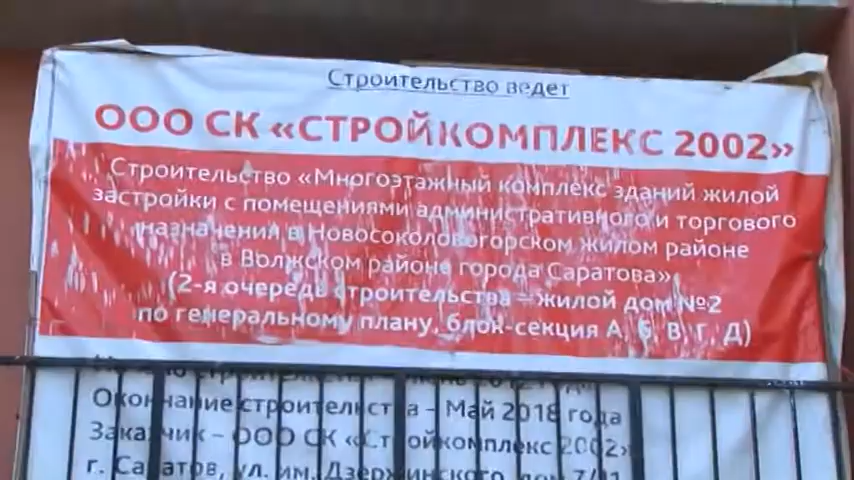 Строительство ведет
ООО СК «СТРОЙКОМПЛЕКС 2002»
Строительство «Многоэтажный комплекс зданий жилой
застройки с помещениями административного и торгового
назначения в Новосоколовогорском жилом районе
в Волжском районе города Саратова»
(2-я очередь строительства – жилой дом №2
по генеральному плану, блок-секция А, Б, В, Г, Д)
Окончание строительства – Май 2018 года
Заказчик – ООО СК «Стройкомплекс 2002»
г. Саратов, ул. им. Дзержинского, дом